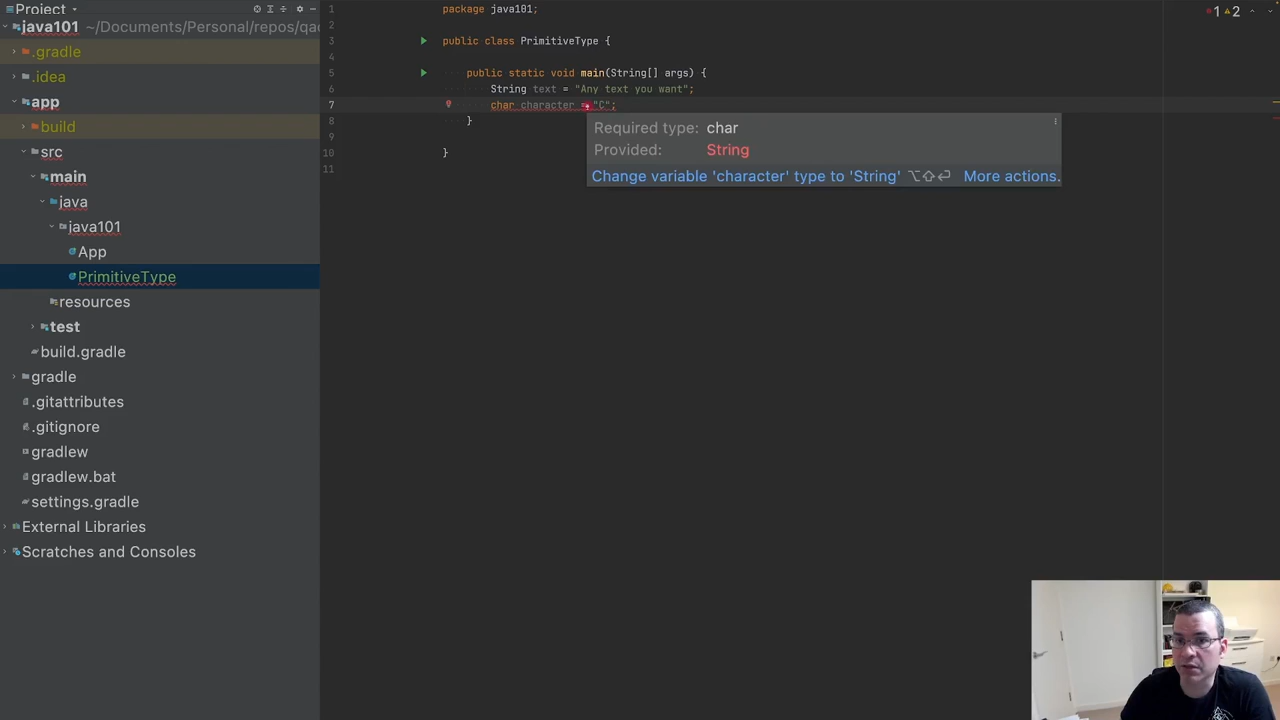 Project
java101 ~/Documents/Personal/repos/qac
.gradle
.idea
app
build
src
main
java
java101
App
PrimitiveType
resources
test
build.gradle
gradle
.gitattributes
.gitignore
gradlew
gradlew.bat
settings.gradle
External Libraries
Scratches and Consoles
1 package java101;
2
3 public class PrimitiveType {
4
5 public static void main(String[] args) {
6 String text = "Any text you want";
7 char character = "C";
8 }
9
10 }
11
Required type: char
Provided: String
Change variable 'character' type to 'String' ⌥⇧⏎ More actions.
1 2